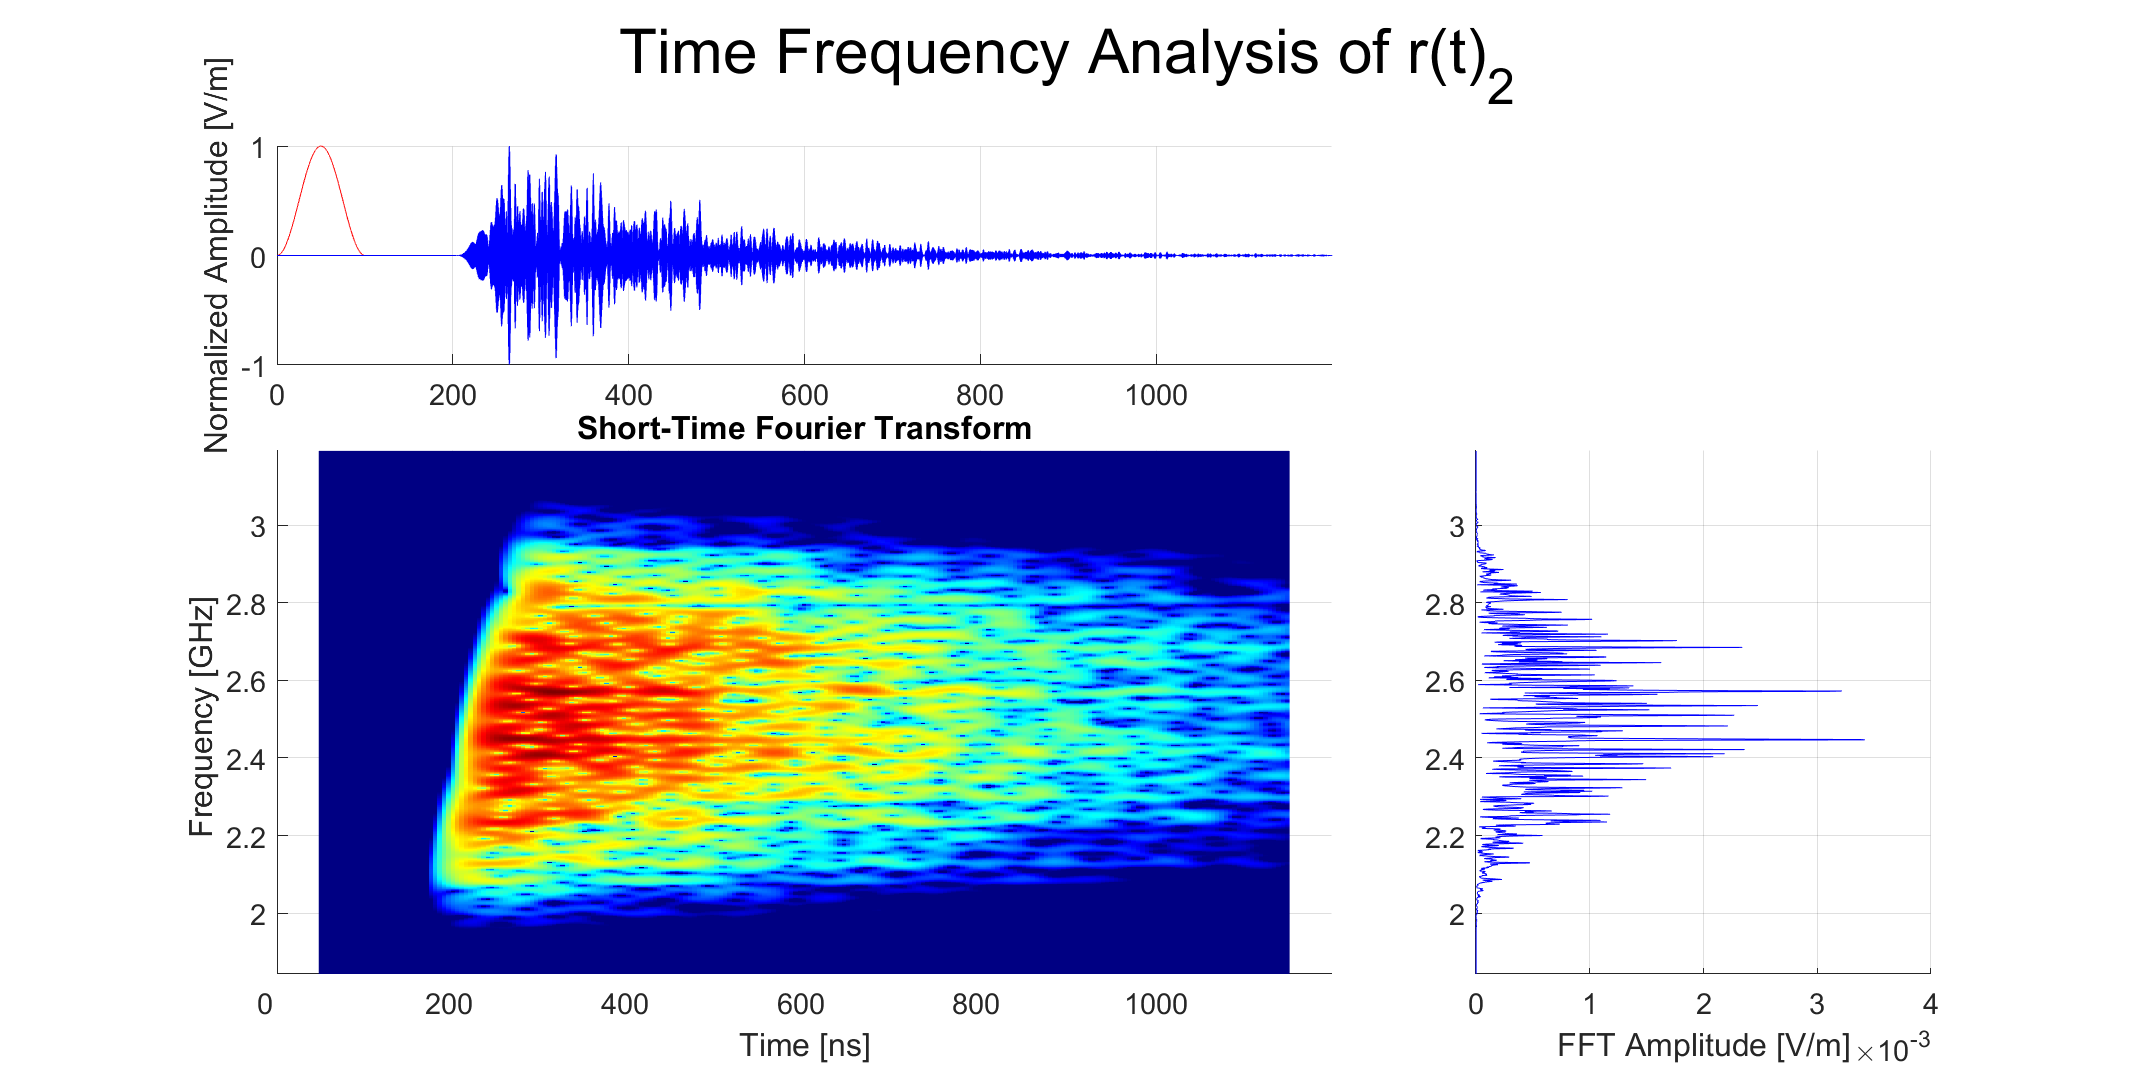 Time Frequency Analysis of r(t)₂
Normalized Amplitude [V/m]
1
0
-1
0 200 400 600 800 1000
Short-Time Fourier Transform
Frequency [GHz]
3
2.8
2.6
2.4
2.2
2
0 200 400 600 800 1000
Time [ns]
3
2.8
2.6
2.4
2.2
2
0 1 2 3 4
FFT Amplitude [V/m] ×10⁻³